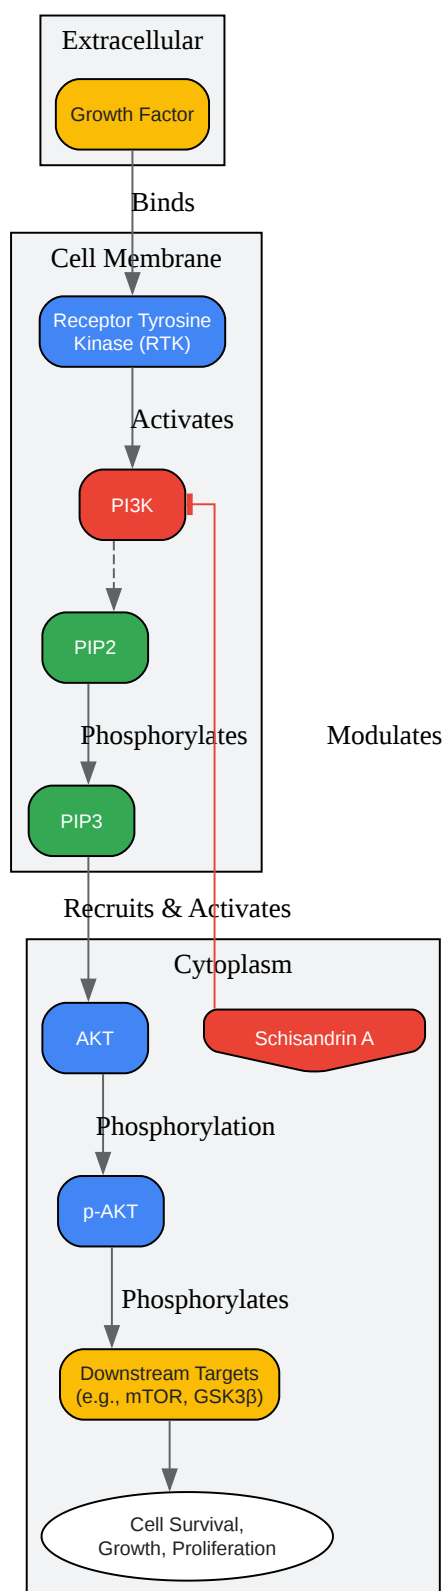 Extracellular
Growth Factor
Binds
Cell Membrane
Receptor Tyrosine
Kinase (RTK)
Activates
PI3K
PIP2
Phosphorylates
Modulates
PIP3
Recruits & Activates
Cytoplasm
AKT
Schisandrin A
Phosphorylation
p-AKT
Phosphorylates
Downstream Targets
(e.g., mTOR, GSK3β)
Cell Survival,
Growth, Proliferation